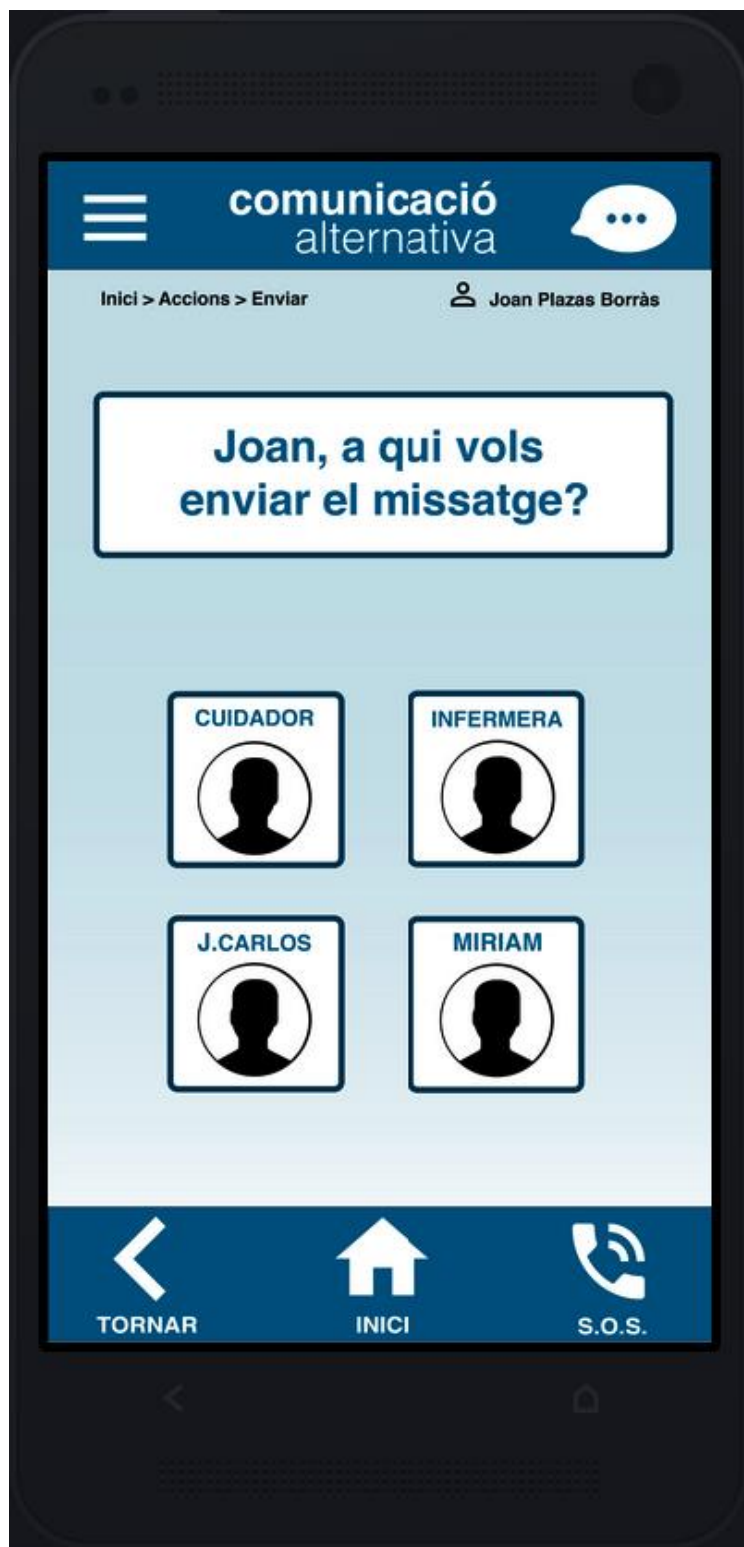 comunicació
alternativa
Inici > Accions > Enviar
Joan Plazas Borràs
Joan, a qui vols
enviar el missatge?
CUIDADOR
INFERMERA
J.CARLOS
MIRIAM
TORNAR
INICI
S.O.S.